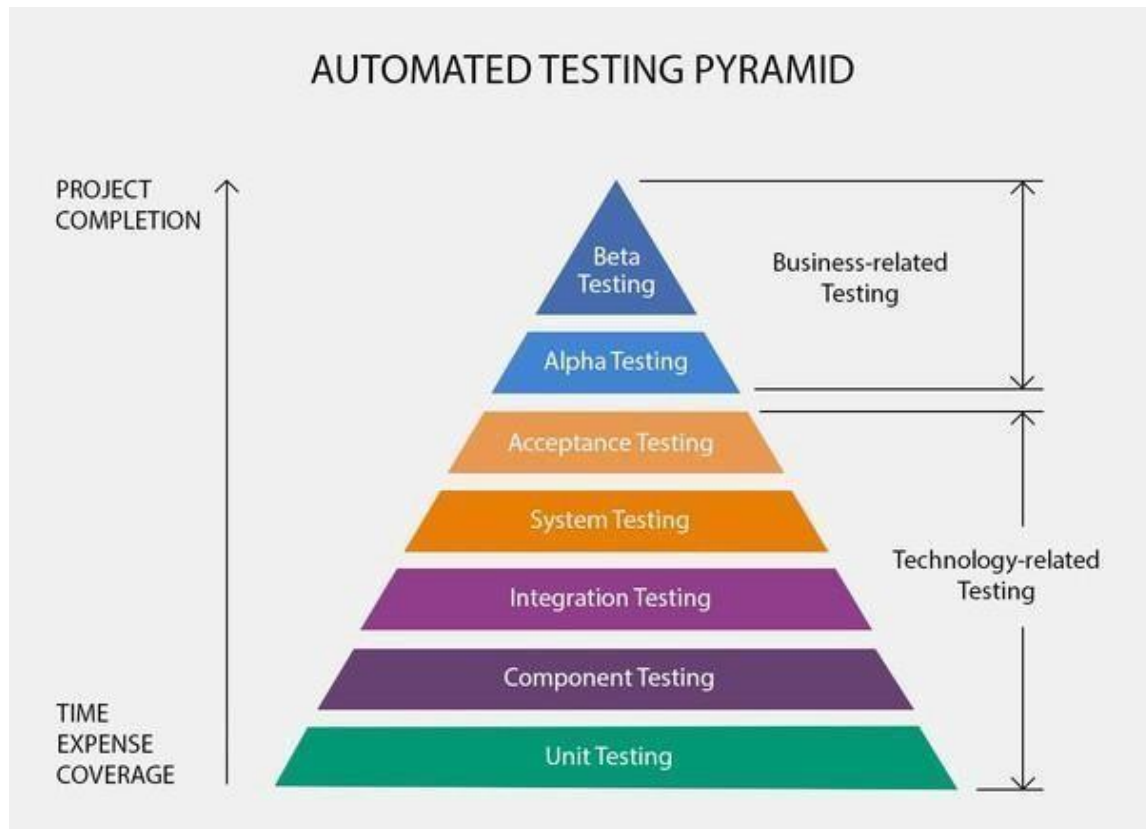 AUTOMATED TESTING PYRAMID
PROJECT
COMPLETION
Beta
Testing
Business-related
Testing
Alpha Testing
Acceptance Testing
System Testing
Technology-related
Testing
Integration Testing
Component Testing
TIME
EXPENSE
COVERAGE
Unit Testing